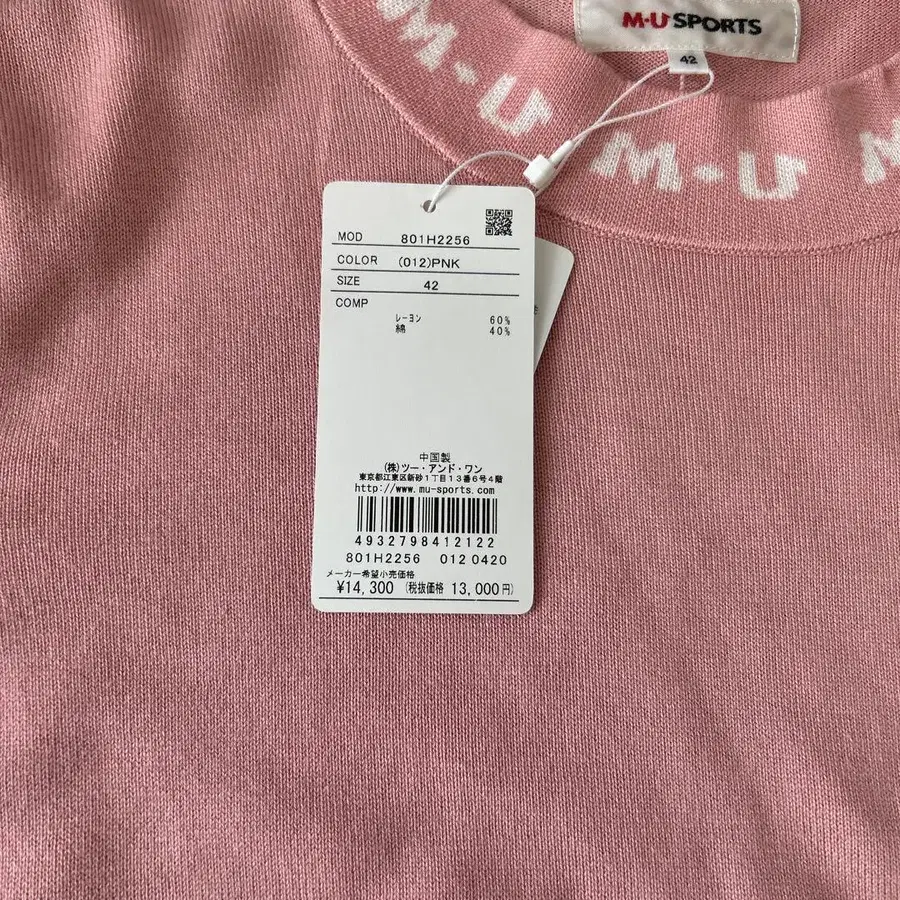 M·U SPORTS
42
M·U M·U M
MOD 801H2256
COLOR (012)PNK
SIZE 42
COMP
レーヨン 60%
綿 40%
中国製
(株)ツー・アンド・ワン
東京都江東区新砂1丁目13番6号4階
http://www.mu-sports.com
4932798412122
801H2256 012 0420
メーカー希望小売価格
¥14,300 (税抜価格 13,000円)